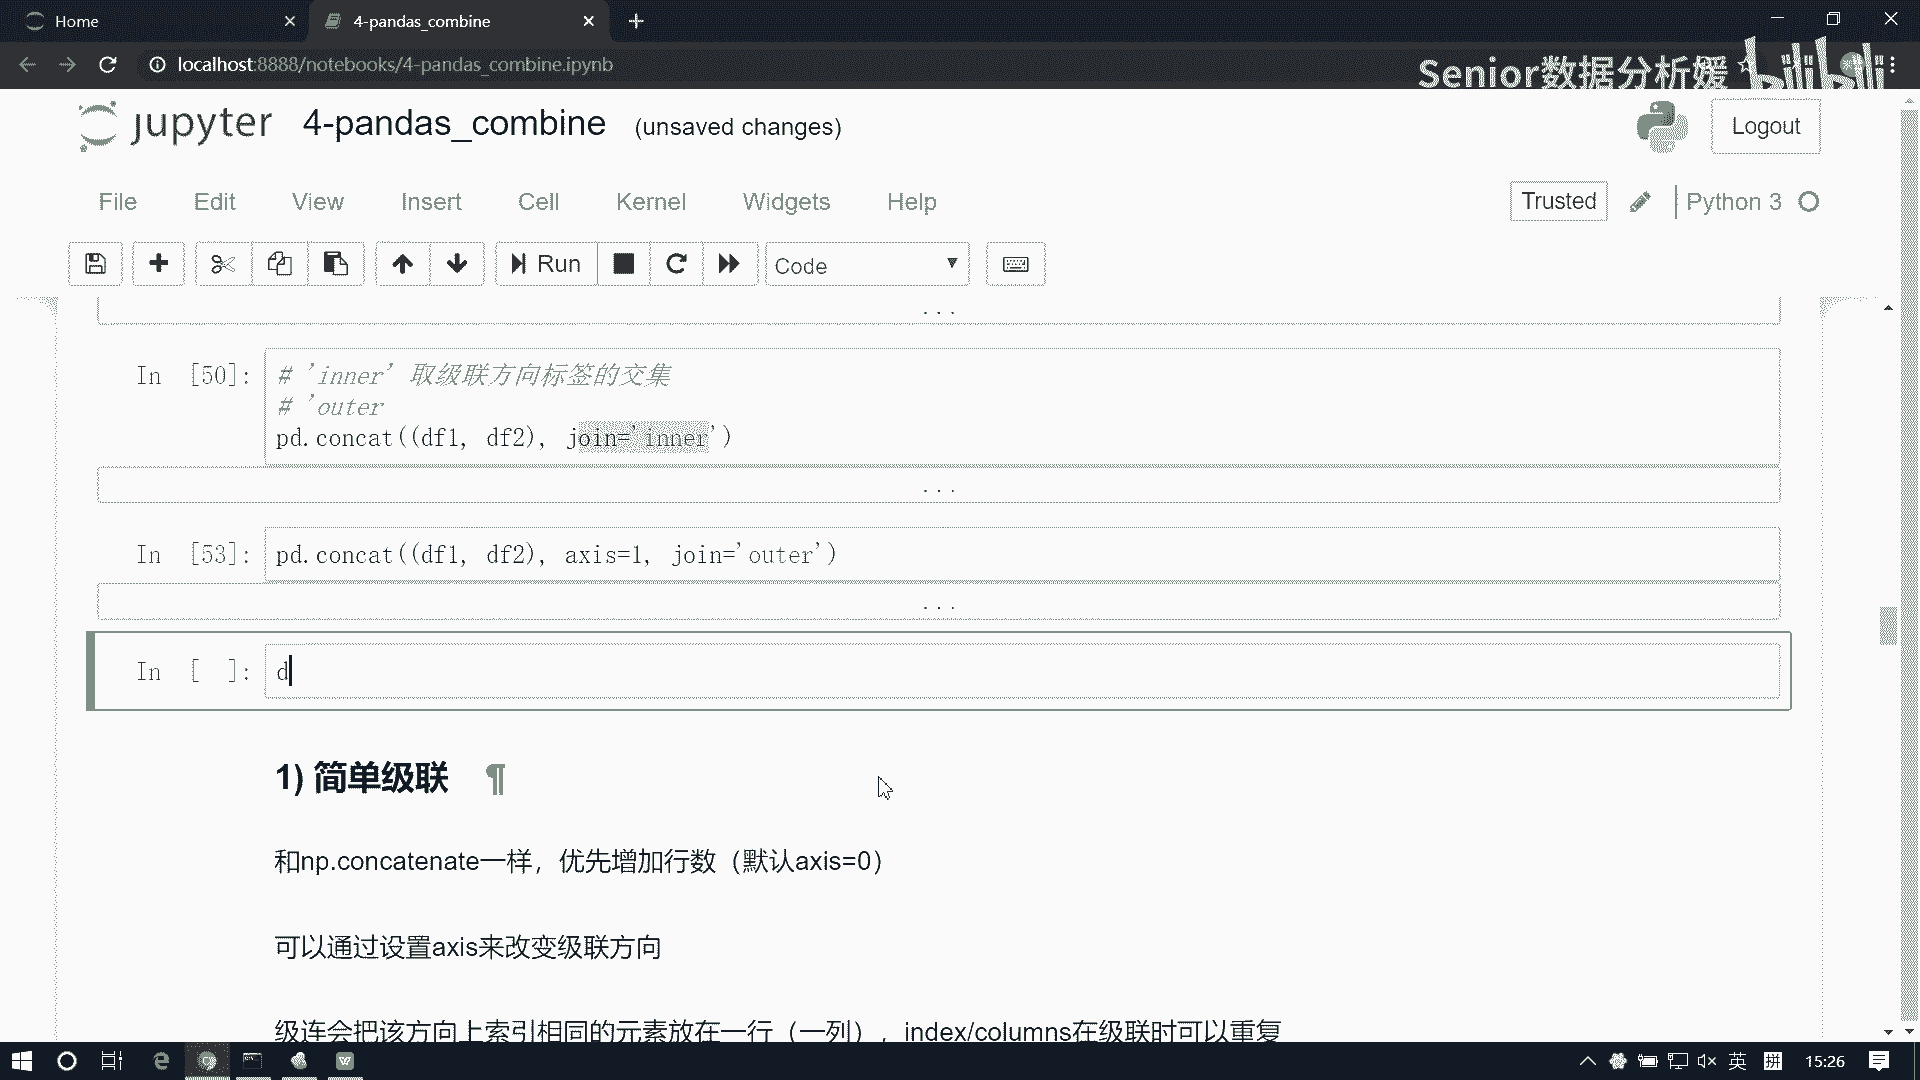 Home
4-pandas_combine
localhost:8888/notebooks/4-pandas_combine.ipynb
Senior数据分析媛
bilibili
jupyter 4-pandas_combine (unsaved changes)
Logout
File Edit View Insert Cell Kernel Widgets Help
Trusted
Python 3
Run
Code
...
In [50]:
# 'inner' 取级联方向标签的交集
# 'outer
pd.concat((df1, df2), join='inner')
...
In [53]: pd.concat((df1, df2), axis=1, join='outer')
...
In [ ]: d
1) 简单级联 ¶
和np.concatenate一样，优先增加行数（默认axis=0）
可以通过设置axis来改变级联方向
级连会把该方向上索引相同的元素放在一行（一列），index/columns在级联时可以重复
英 拼 15:26